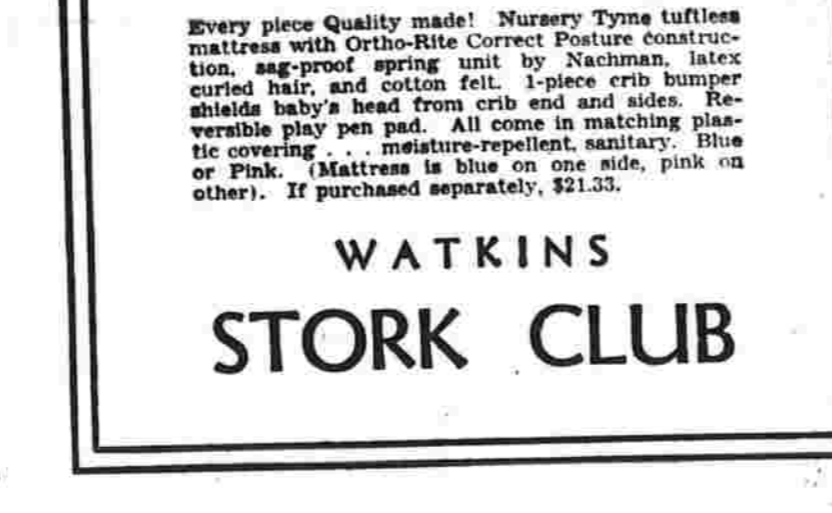 Every piece Quality made! Nursery Tyme tuftless
mattress with Ortho-Rite Correct Posture construc-
tion, sag-proof spring unit by Nachman, latex
curled hair, and cotton felt. 1-piece crib bumper
shields baby's head from crib end and sides. Re-
versible play pen pad. All come in matching plas-
tic covering . . . moisture-repellent, sanitary. Blue
or Pink. (Mattress is blue on one side, pink on
other). If purchased separately, $21.33.
WATKINS
STORK CLUB